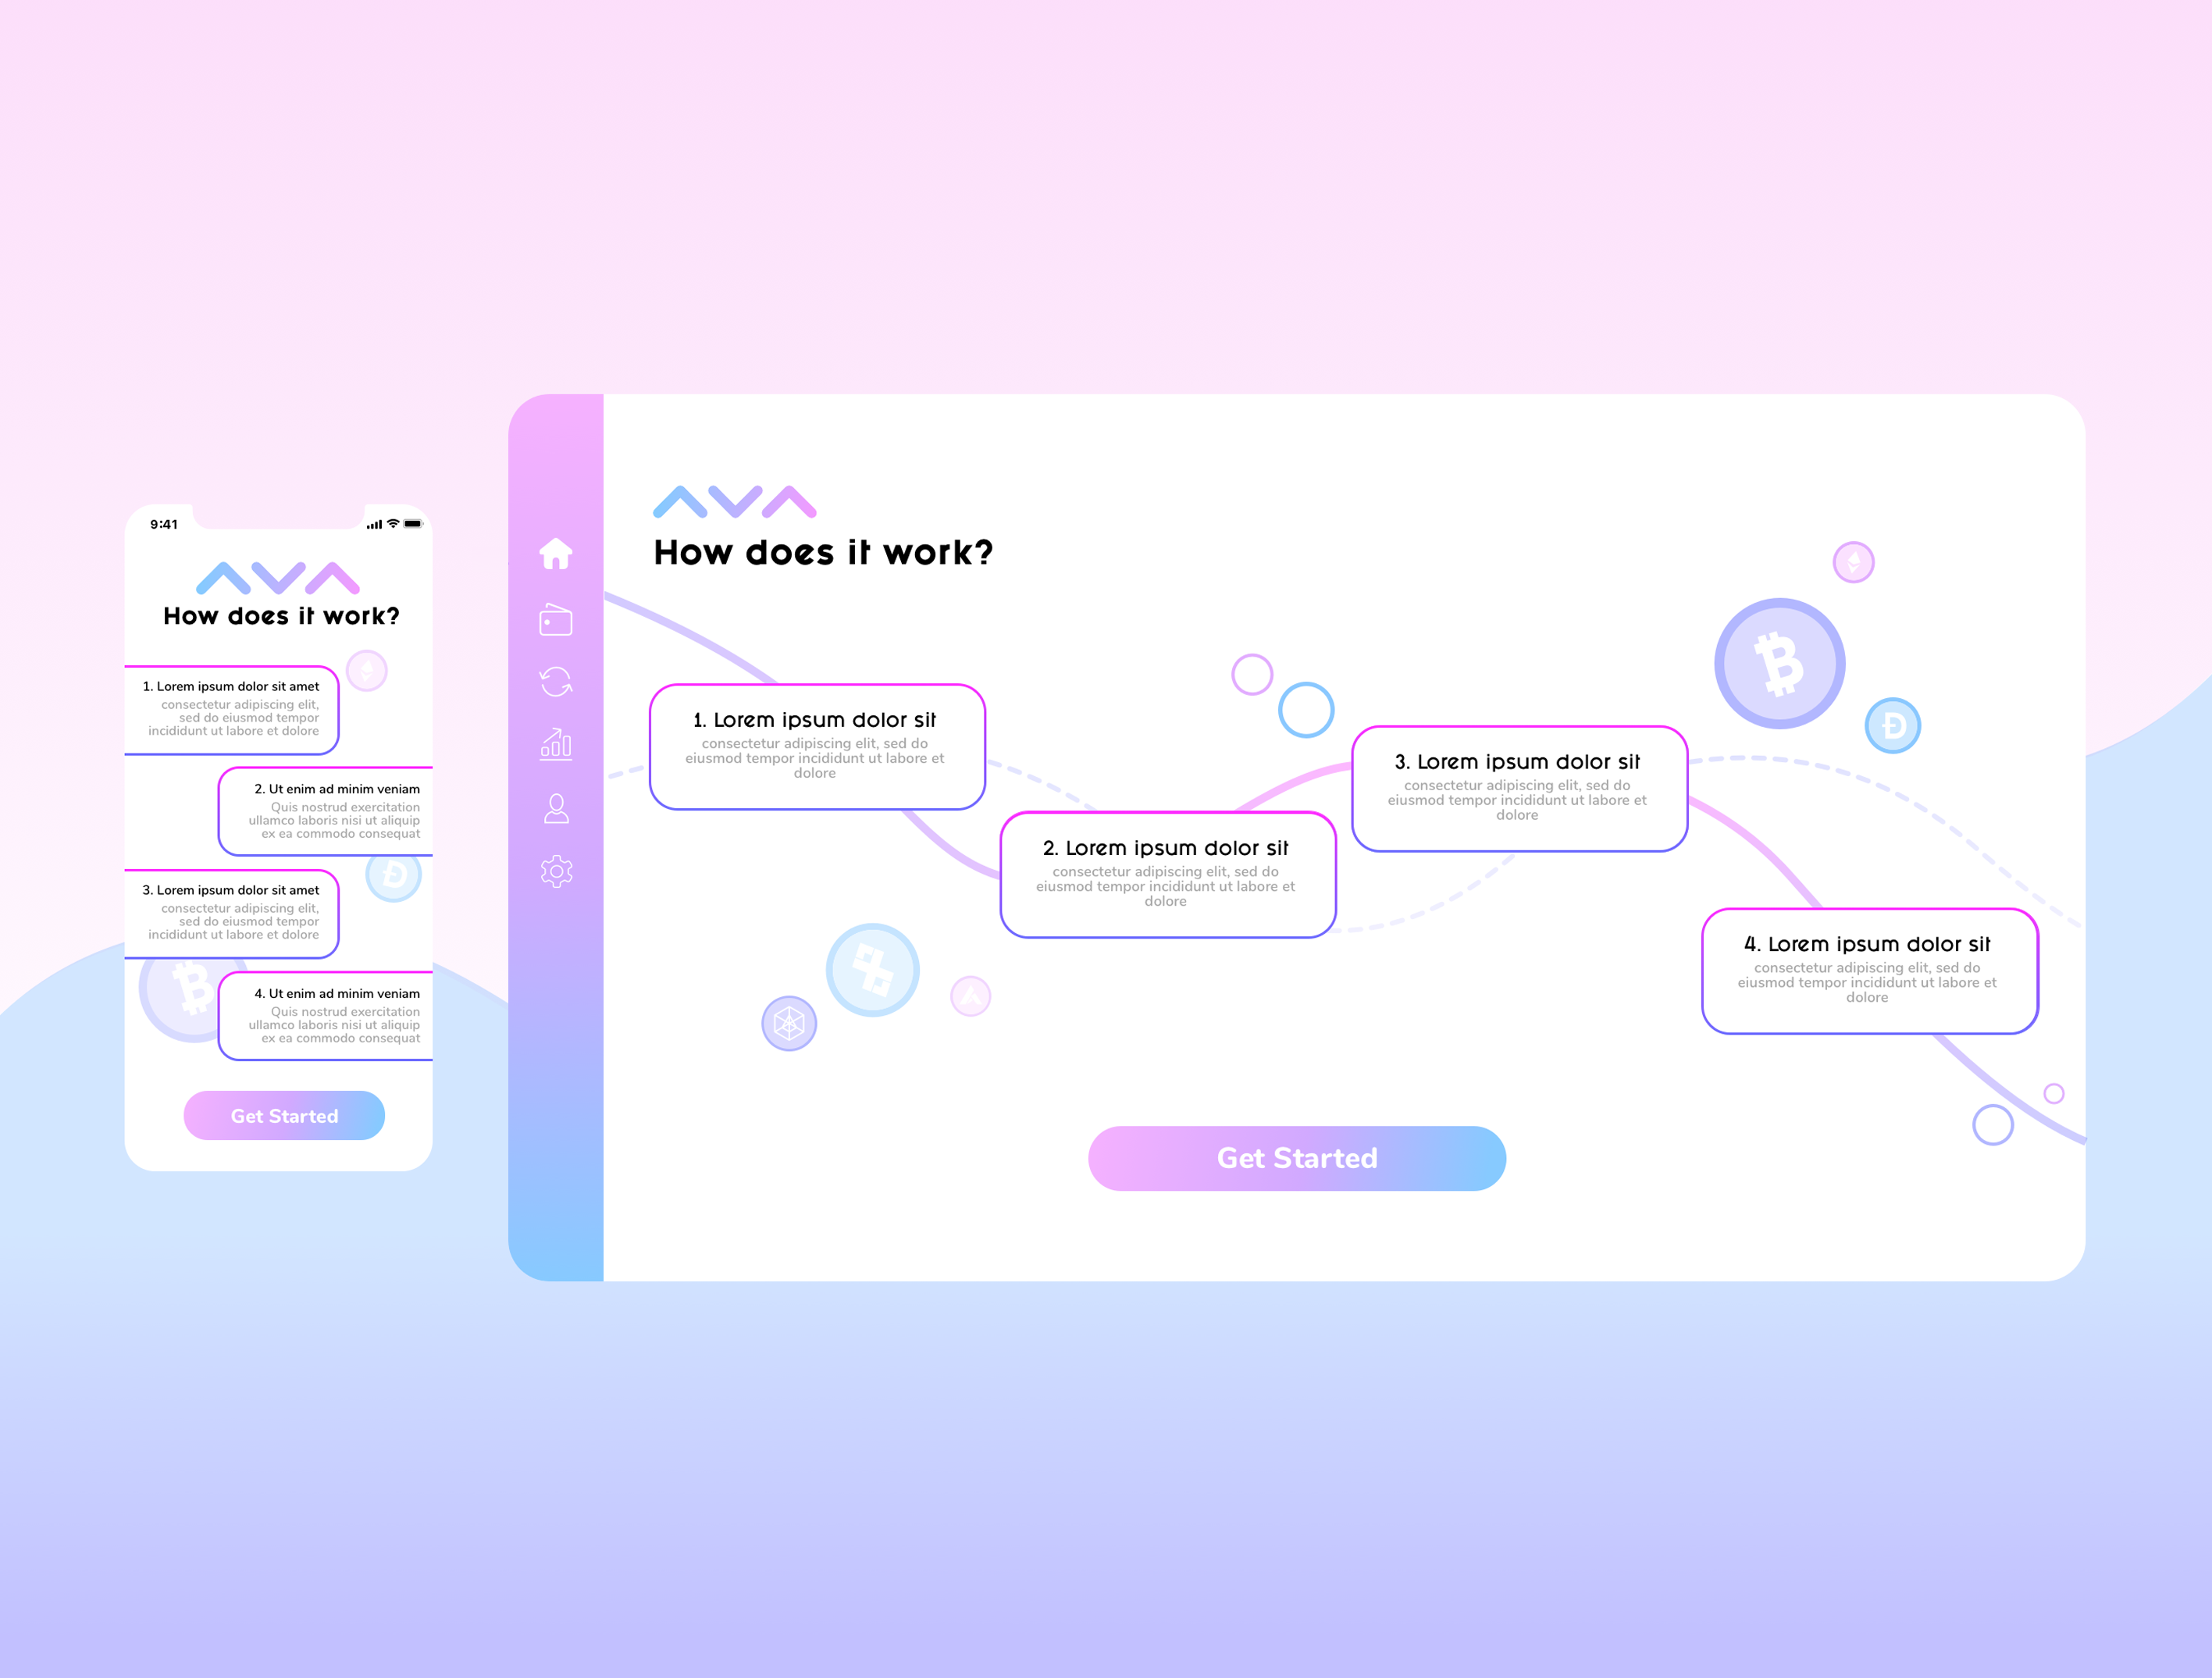 9:41
How does it work?
1. Lorem ipsum dolor sit amet
consectetur adipiscing elit,
sed do eiusmod tempor
incididunt ut labore et dolore
2. Ut enim ad minim veniam
Quis nostrud exercitation
ullamco laboris nisi ut aliquip
ex ea commodo consequat
3. Lorem ipsum dolor sit amet
consectetur adipiscing elit,
sed do eiusmod tempor
incididunt ut labore et dolore
4. Ut enim ad minim veniam
Quis nostrud exercitation
ullamco laboris nisi ut aliquip
ex ea commodo consequat
Get Started
How does it work?
1. Lorem ipsum dolor sit
consectetur adipiscing elit, sed do
eiusmod tempor incididunt ut labore et
dolore
2. Lorem ipsum dolor sit
consectetur adipiscing elit, sed do
eiusmod tempor incididunt ut labore et
dolore
3. Lorem ipsum dolor sit
consectetur adipiscing elit, sed do
eiusmod tempor incididunt ut labore et
dolore
4. Lorem ipsum dolor sit
consectetur adipiscing elit, sed do
eiusmod tempor incididunt ut labore et
dolore
Get Started